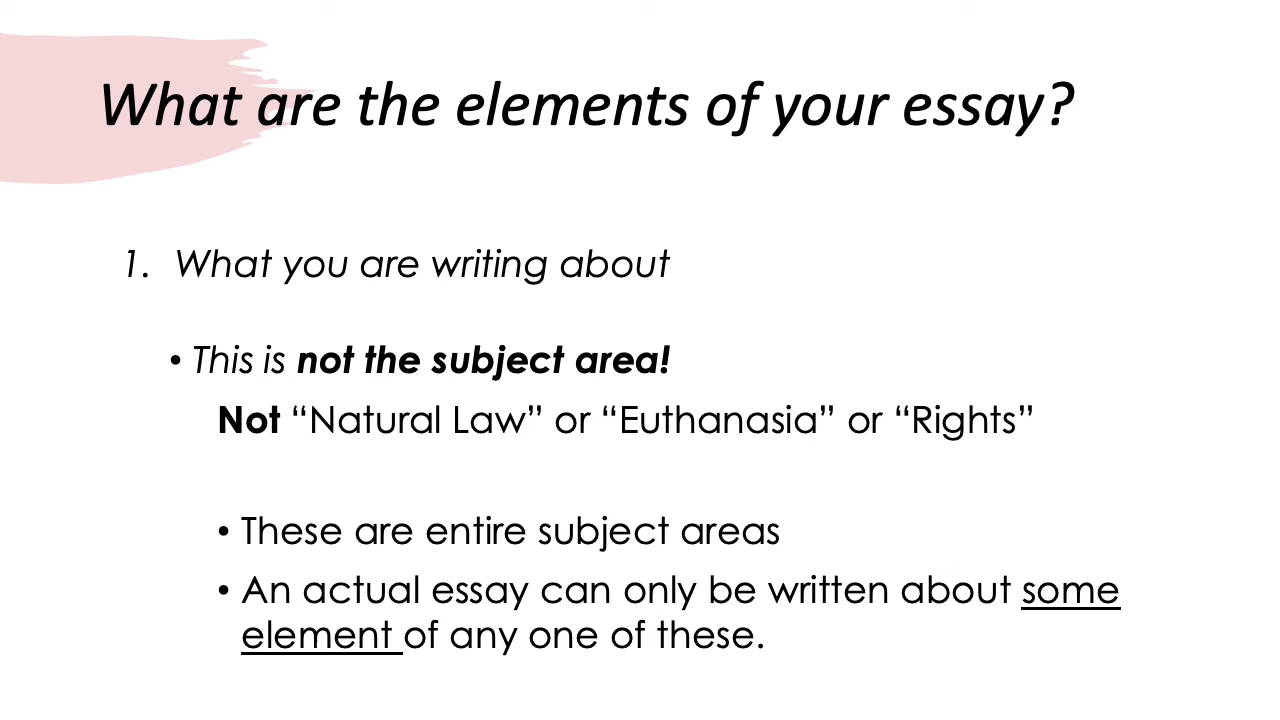 What are the elements of your essay?
1. What you are writing about
• This is not the subject area!
Not “Natural Law” or “Euthanasia” or “Rights”
• These are entire subject areas
• An actual essay can only be written about some
element of any one of these.